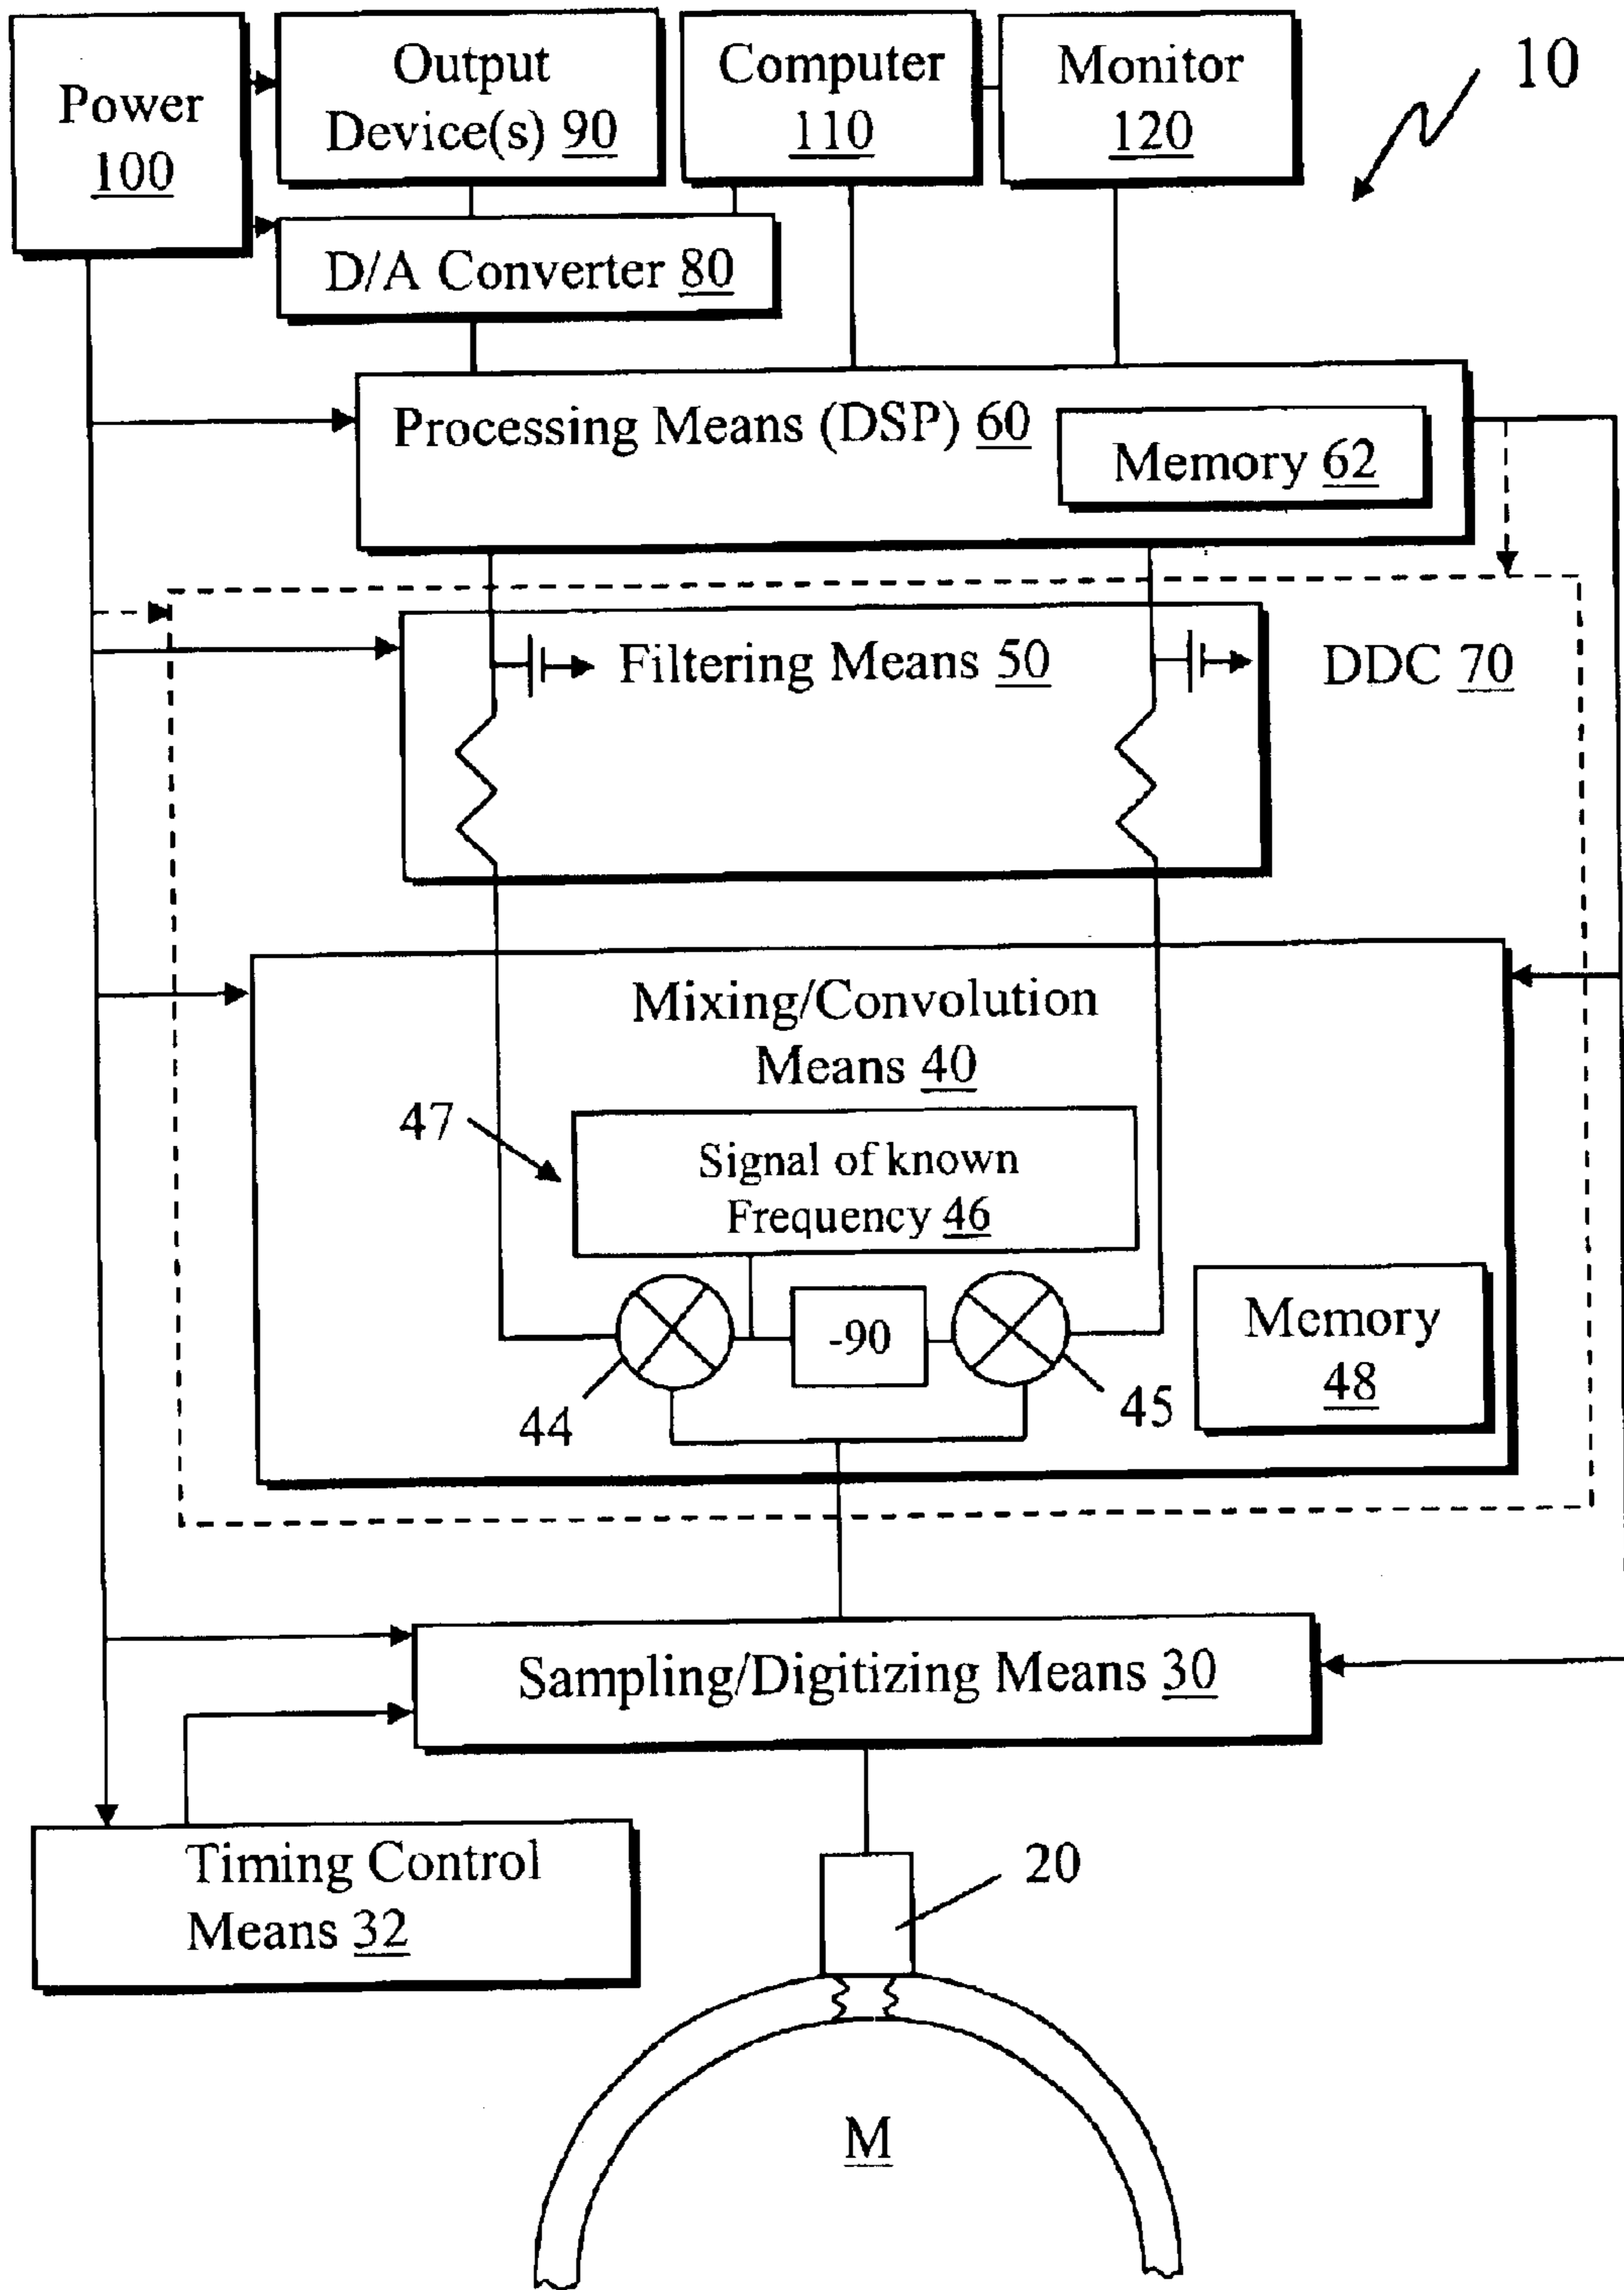 Power
100
Output
Device(s) 90
Computer
110
Monitor
120
10
D/A Converter 80
Processing Means (DSP) 60
Memory 62
Filtering Means 50
DDC 70
Mixing/Convolution
Means 40
47
Signal of known
Frequency 46
-90
44
45
Memory
48
Sampling/Digitizing Means 30
Timing Control
Means 32
20
M